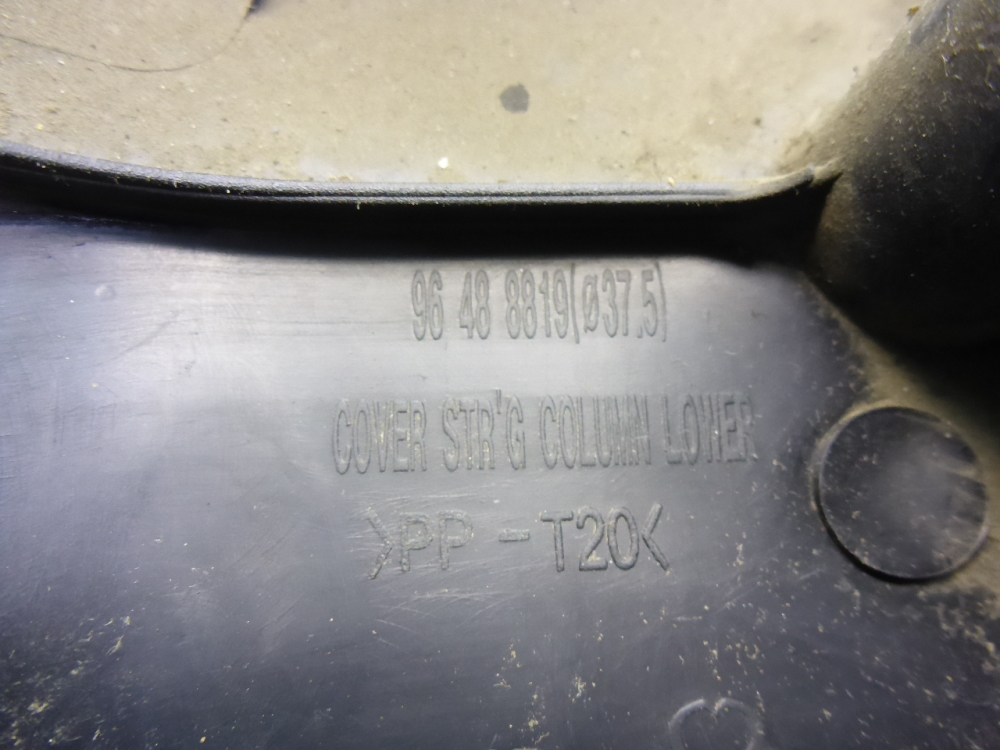 96 48 8819(ø37.5)
COVER STR'G COLUMN LOWER
>PP-T20<